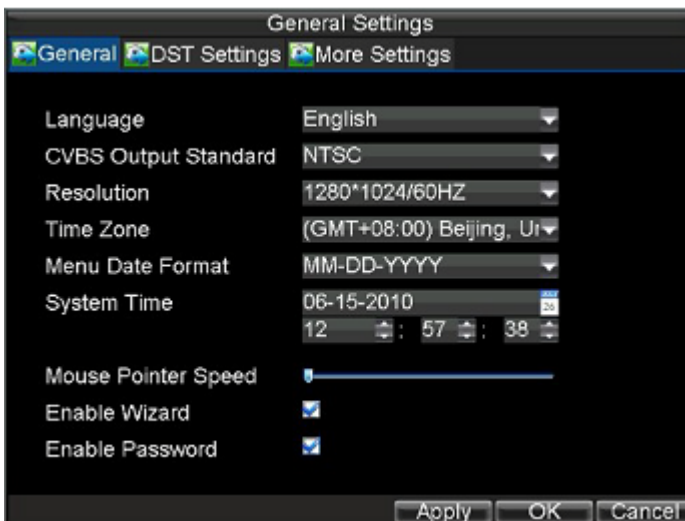 General Settings
General DST Settings More Settings
Language English
CVBS Output Standard NTSC
Resolution 1280*1024/60HZ
Time Zone (GMT+08:00) Beijing, Ur
Menu Date Format MM-DD-YYYY
System Time 06-15-2010
26
12 : 57 : 38
Mouse Pointer Speed
Enable Wizard
Enable Password
Apply OK Cancel